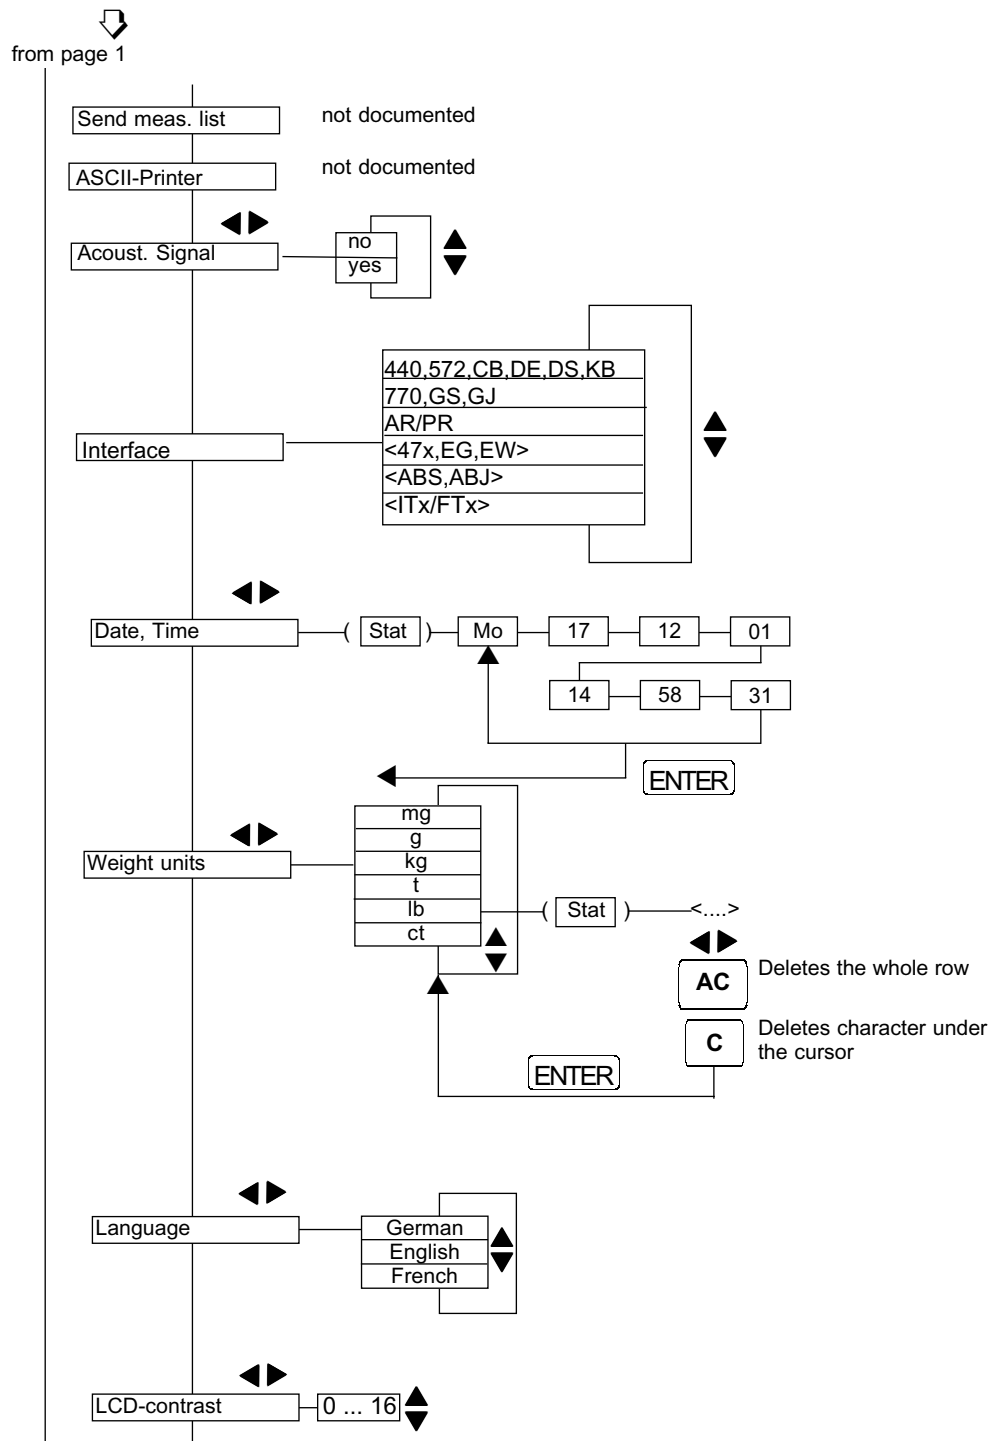 from page 1
Send meas. list
not documented
ASCII-Printer
not documented
Acoust. Signal
no
yes
Interface
440,572,CB,DE,DS,KB
770,GS,GJ
AR/PR
<47x,EG,EW>
<ABS,ABJ>
<ITx/FTx>
Date, Time
( Stat )
Mo
17
12
01
14
58
31
ENTER
Weight units
mg
g
kg
t
lb
ct
( Stat )
<....>
AC
Deletes the whole row
C
Deletes character under
the cursor
ENTER
Language
German
English
French
LCD-contrast
0 ... 16